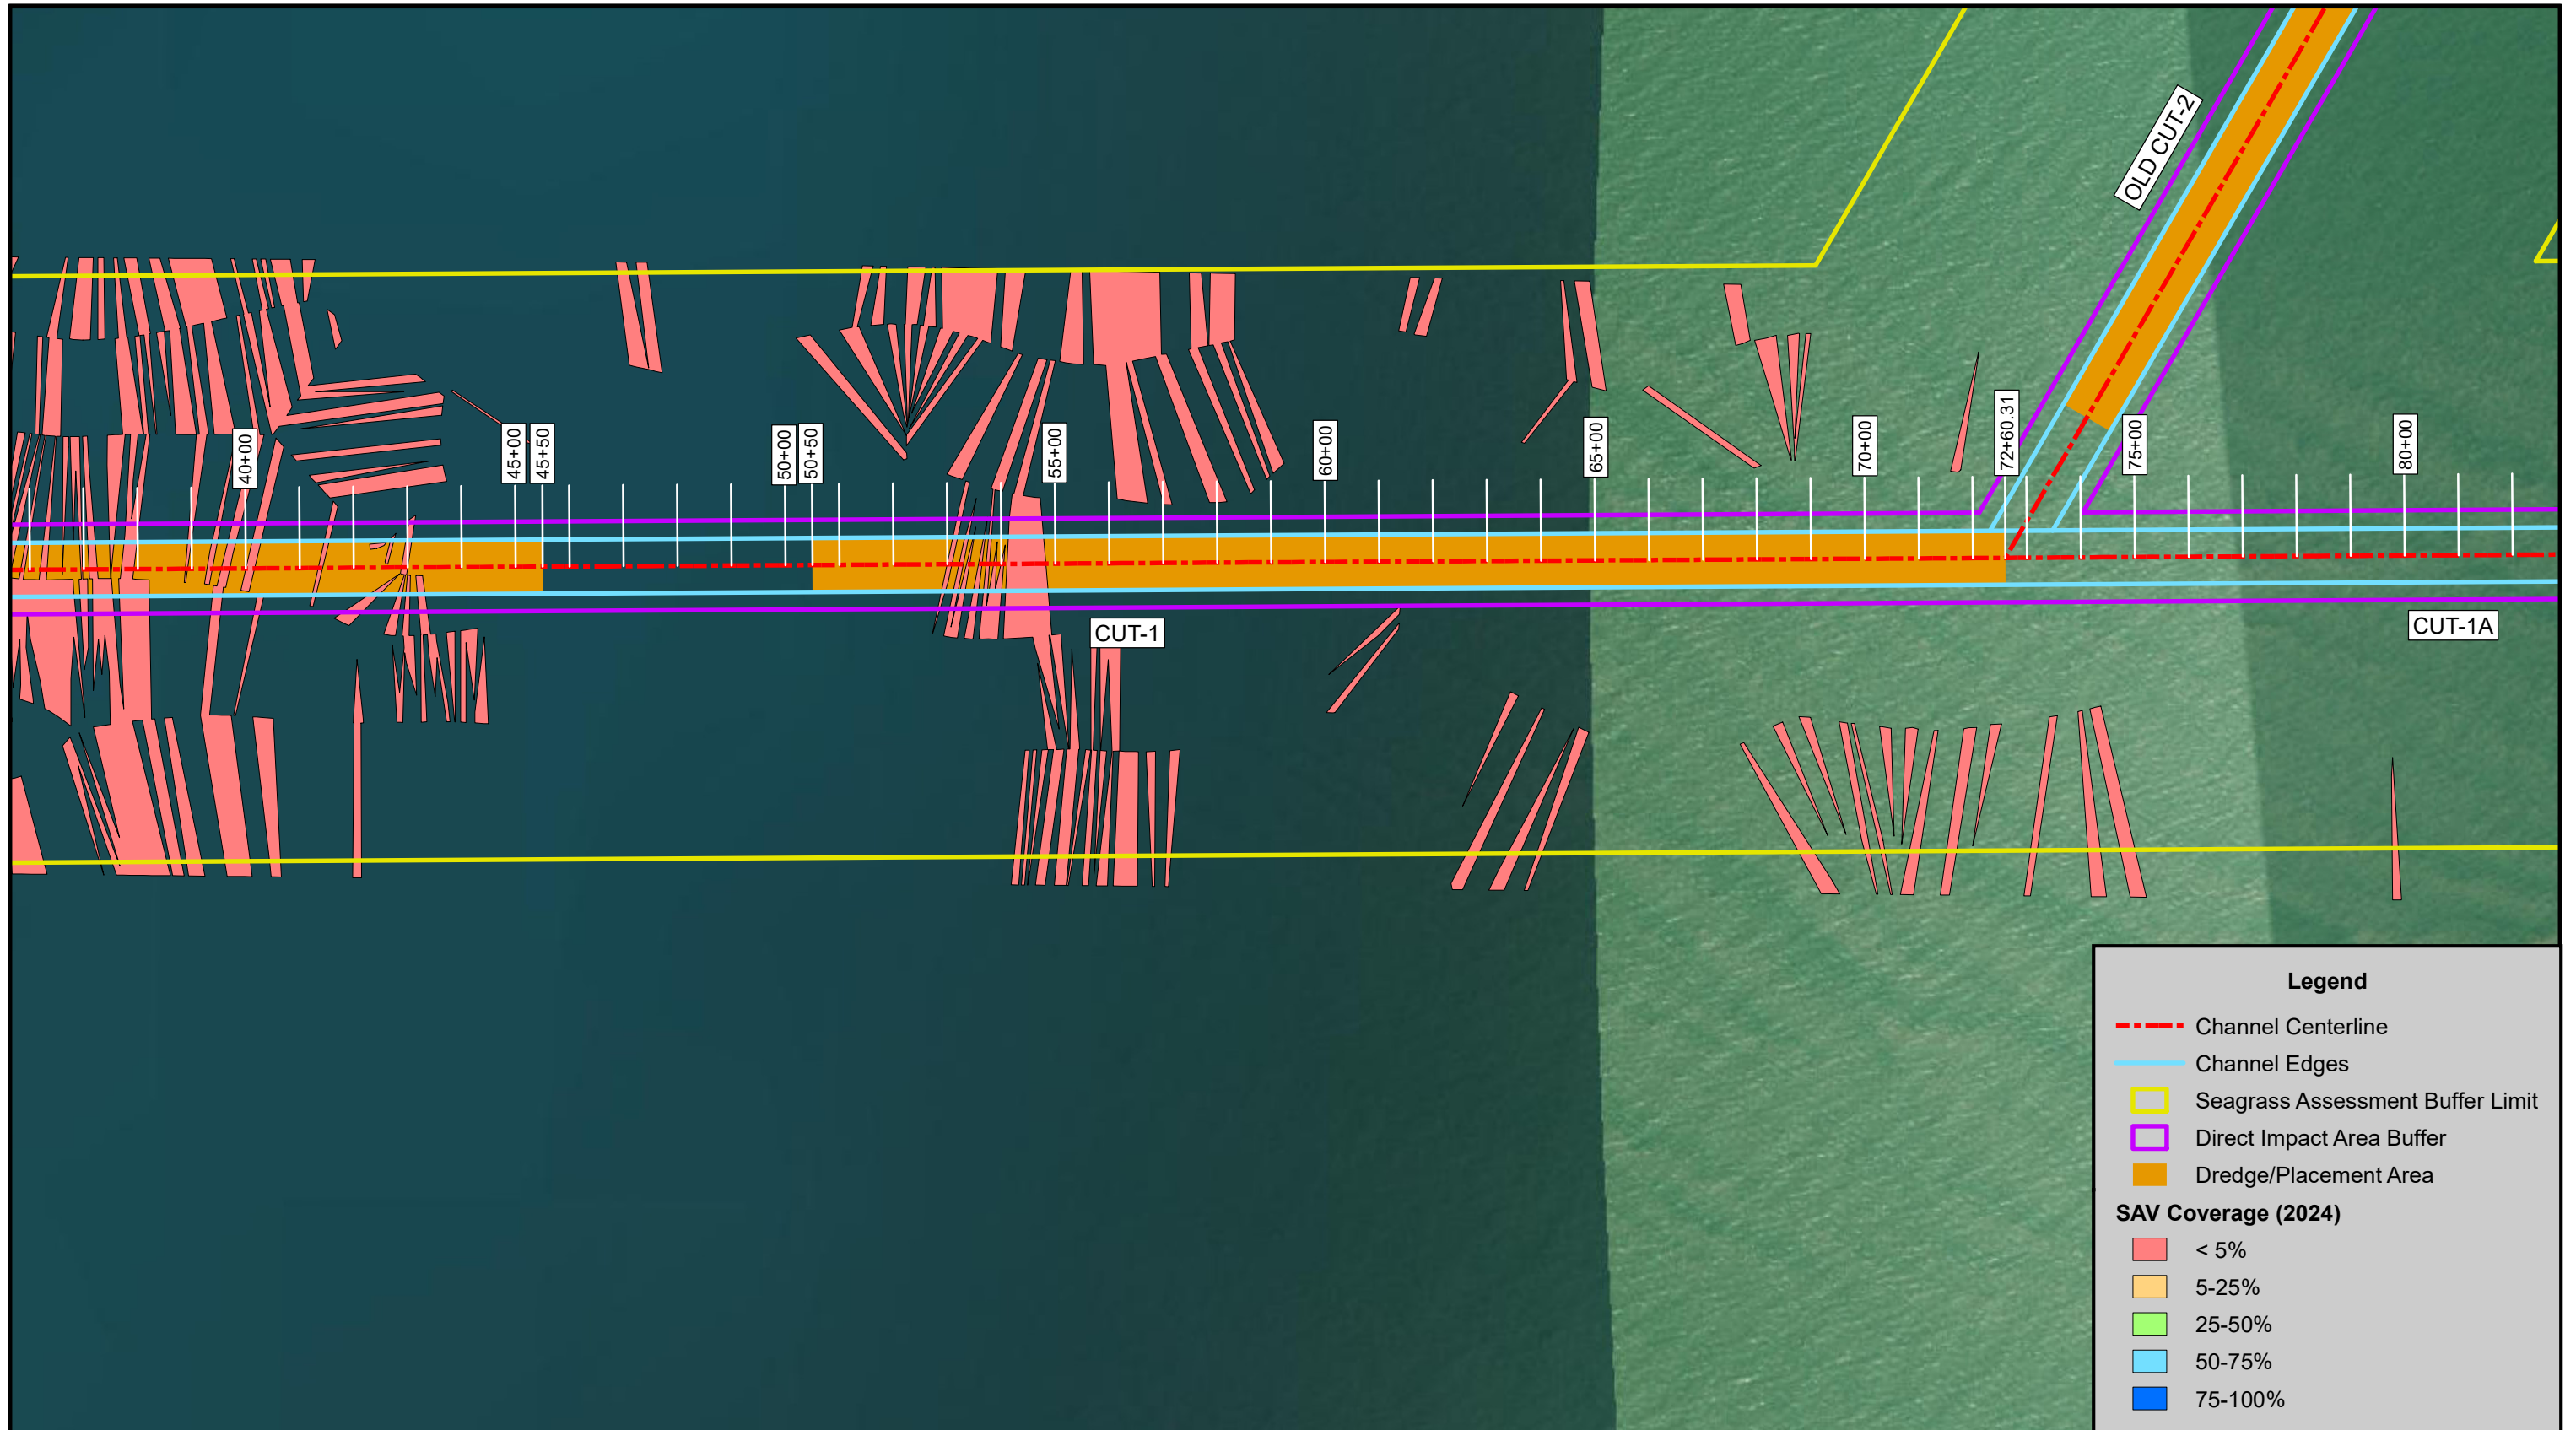 OLD CUT-2
40+00
45+00
45+50
50+00
50+50
55+00
60+00
65+00
70+00
72+60.31
75+00
80+00
CUT-1
CUT-1A
Legend
Channel Centerline
Channel Edges
Seagrass Assessment Buffer Limit
Direct Impact Area Buffer
Dredge/Placement Area
SAV Coverage (2024)
< 5%
5-25%
25-50%
50-75%
75-100%